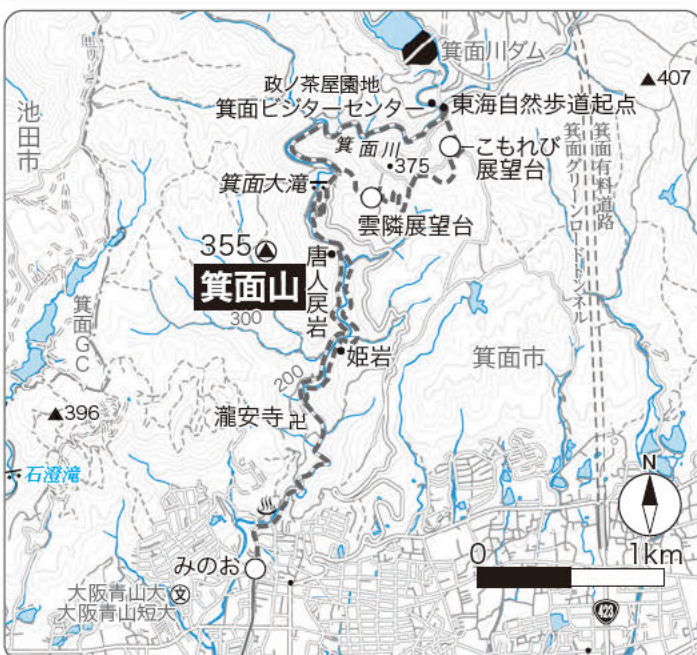 箕面川ダム
▲407
政ノ茶屋園地
箕面ビジターセンター
東海自然歩道起点
池田市
箕面川
・375
こもれび
展望台
箕面有料道路
箕面グリーンロードトンネル
箕面大滝
雲隣展望台
355
箕面山
唐人戻岩
300
箕面GC
姫岩
箕面市
200
▲396
瀧安寺
卍
石澄滝
N
みのお
0
1km
大阪青山大
大阪青山短大
文
423